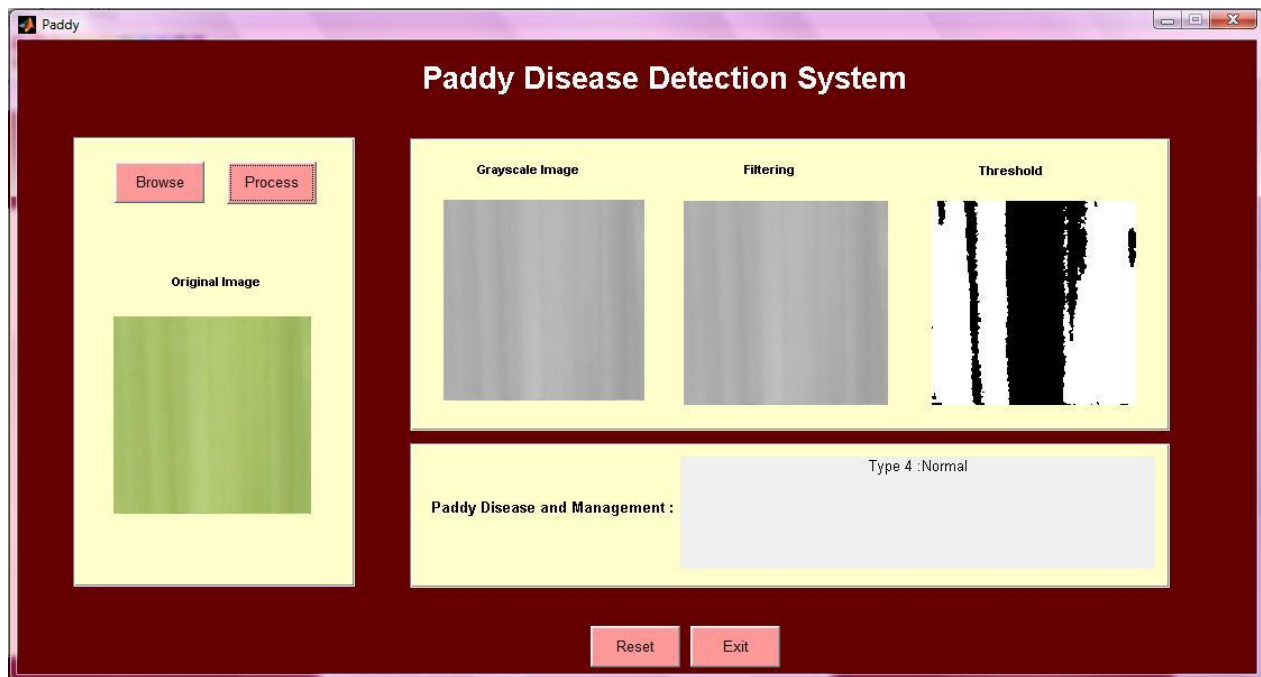 Paddy
Paddy Disease Detection System
Browse
Process
Original Image
Grayscale Image
Filtering
Threshold
Paddy Disease and Management :
Type 4 :Normal
Reset
Exit